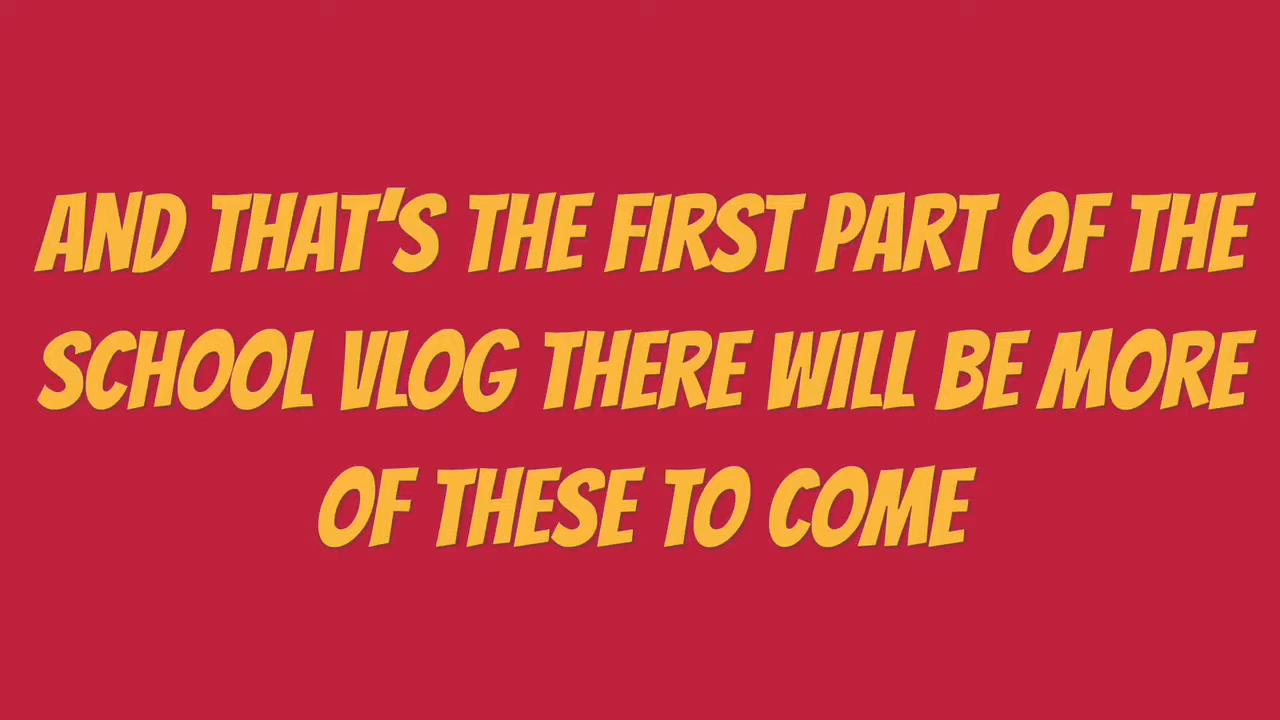 AND THAT'S THE FIRST PART OF THE
SCHOOL VLOG THERE WILL BE MORE
OF THESE TO COME